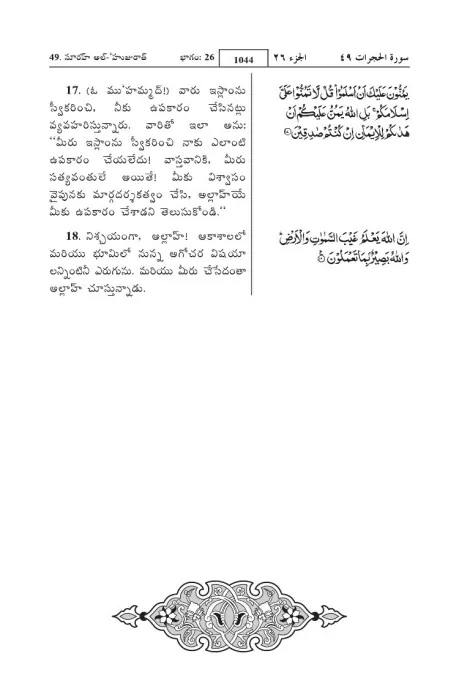 49. సూరహ్ అల్-'హుజురాత్ భాగం: 26 1044 الجزء ٢٦ سورة الحجرات ٤٩
17. (ఓ ము'హమ్మద్!) వారు ఇస్లాంను
స్వీకరించి, నీకు ఉపకారం చేసినట్లు
వ్యవహరిస్తున్నారు. వారితో ఇలా అను:
"మీరు ఇస్లాంను స్వీకరించి నాకు ఎలాంటి
ఉపకారం చేయలేదు! వాస్తవానికి, మీరు
సత్యవంతులే అయితే! మీకు విశ్వాసం
వైపునకు మార్గదర్శకత్వం చేసి, అల్లాహ్‌యే
మీకు ఉపకారం చేశాడని తెలుసుకోండి."
يَمُنُّونَ عَلَيْكَ أَنْ أَسْلَمُوا قُلْ لَا تَمُنُّوا عَلَيَّ
إِسْلَامَكُمْ بَلِ اللَّهُ يَمُنُّ عَلَيْكُمْ أَنْ
هَدَاكُمْ لِلْإِيمَانِ إِنْ كُنْتُمْ صَادِقِينَ
18. నిశ్చయంగా, అల్లాహ్! ఆకాశాలలో
మరియు భూమిలో నున్న అగోచర విషయా
లన్నింటినీ ఎరుగును. మరియు మీరు చేసేదంతా
అల్లాహ్ చూస్తున్నాడు.
إِنَّ اللَّهَ يَعْلَمُ غَيْبَ السَّمٰوٰتِ وَالْأَرْضِ
وَاللَّهُ بَصِيرٌ بِمَا تَعْمَلُونَ